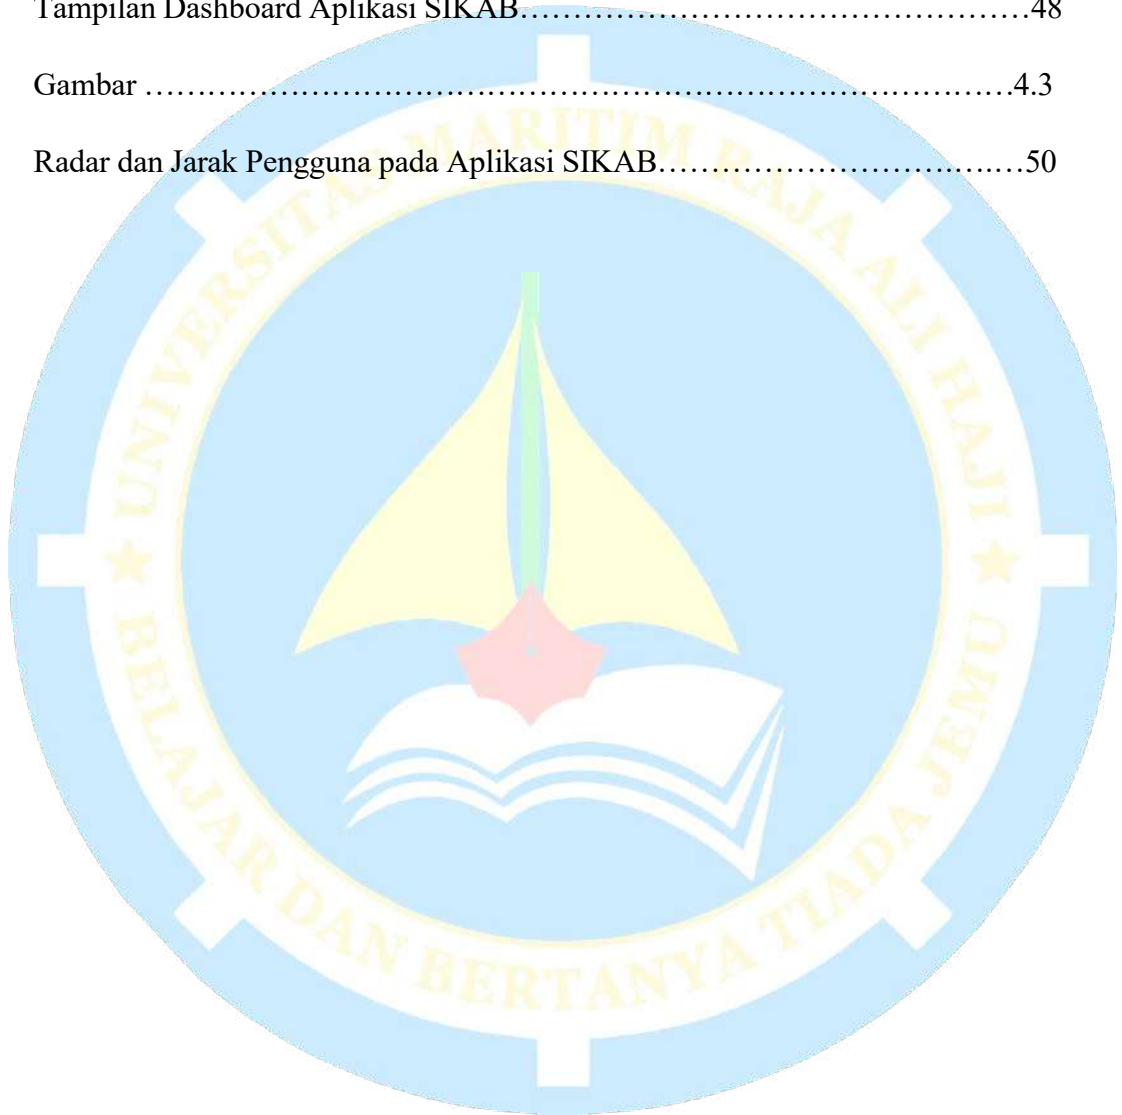 Tampilan Dashboard Aplikasi SIKAB…………………………………………………48
Gambar …………………………………………………………………………………4.3
Radar dan Jarak Pengguna pada Aplikasi SIKAB…………………………………50
UNIVERSITAS MARITIM RAJA ALI HAJI
BELAJAR DAN BERTANYA TIADA JEMU